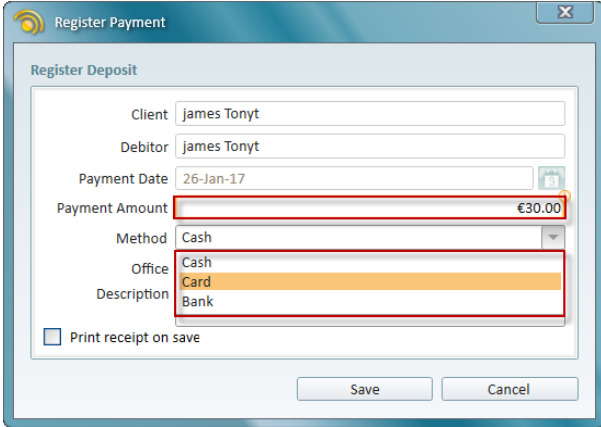 Register Payment
Register Deposit
Client james Tonyt
Debitor james Tonyt
Payment Date 26-Jan-17
Payment Amount €30.00
Method Cash
Office Cash
Card
Description
Bank
Print receipt on save
Save Cancel